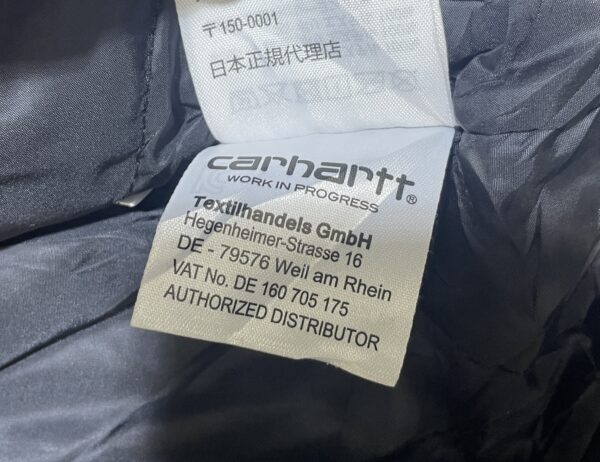 〒150-0001
日本正規代理店
carhartt®
WORK IN PROGRESS
Textilhandels GmbH
Hegenheimer-Strasse 16
DE - 79576 Weil am Rhein
VAT No. DE 160 705 175
AUTHORIZED DISTRIBUTOR